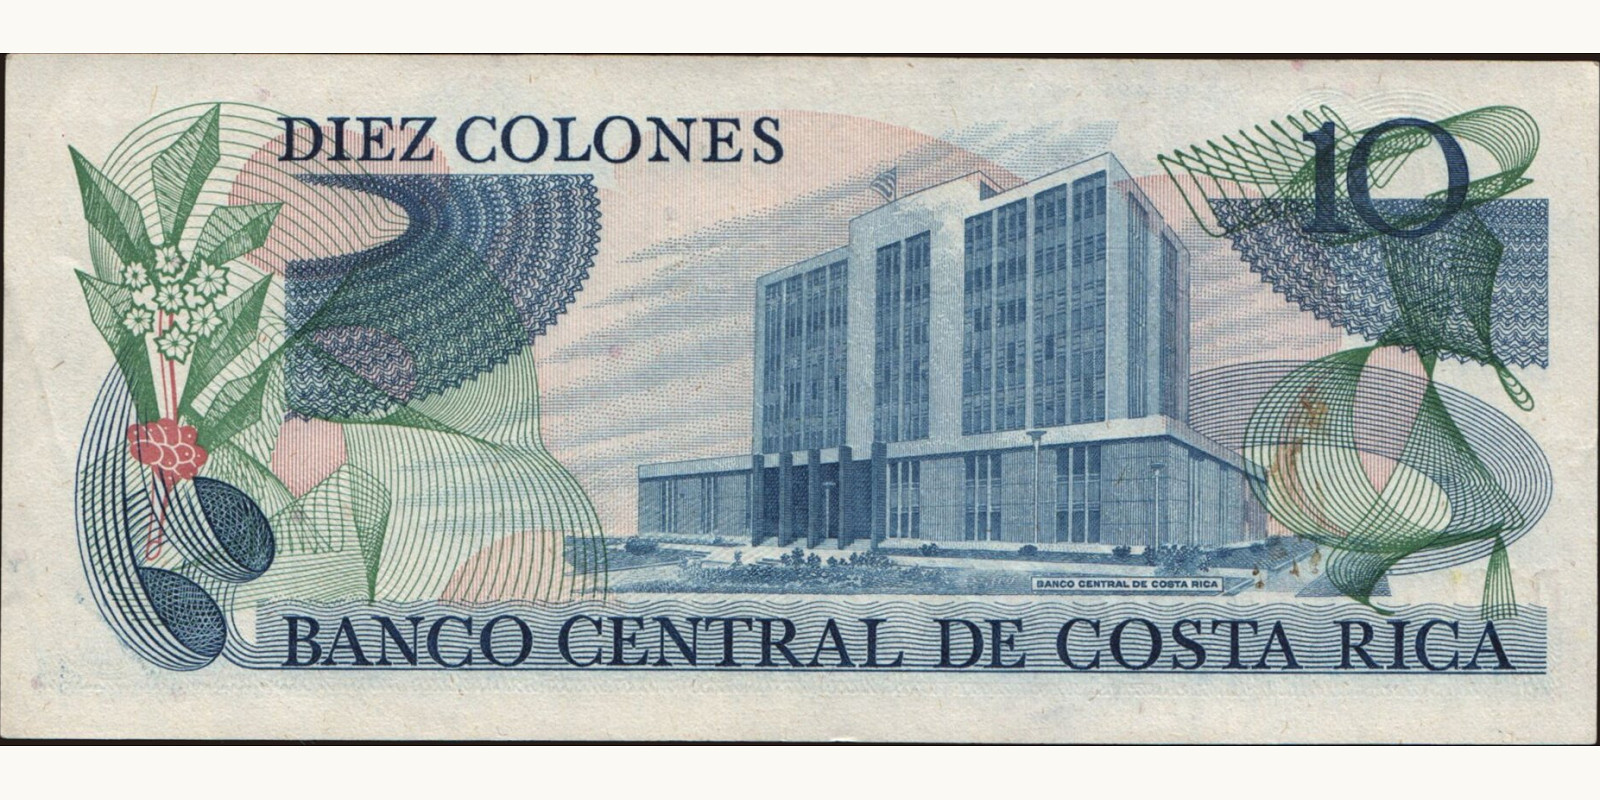 DIEZ COLONES
10
BANCO CENTRAL DE COSTA RICA
BANCO CENTRAL DE COSTA RICA